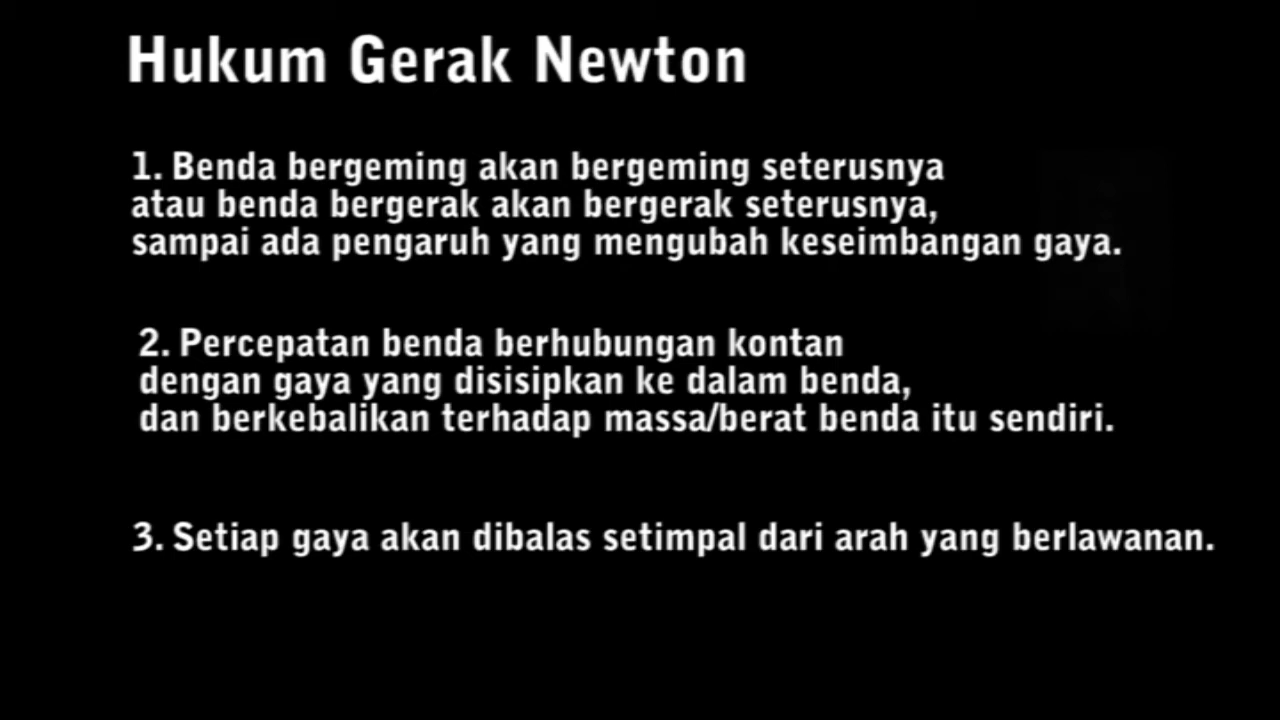 Hukum Gerak Newton
1. Benda bergeming akan bergeming seterusnya
atau benda bergerak akan bergerak seterusnya,
sampai ada pengaruh yang mengubah keseimbangan gaya.
2. Percepatan benda berhubungan kontan
dengan gaya yang disisipkan ke dalam benda,
dan berkebalikan terhadap massa/berat benda itu sendiri.
3. Setiap gaya akan dibalas setimpal dari arah yang berlawanan.